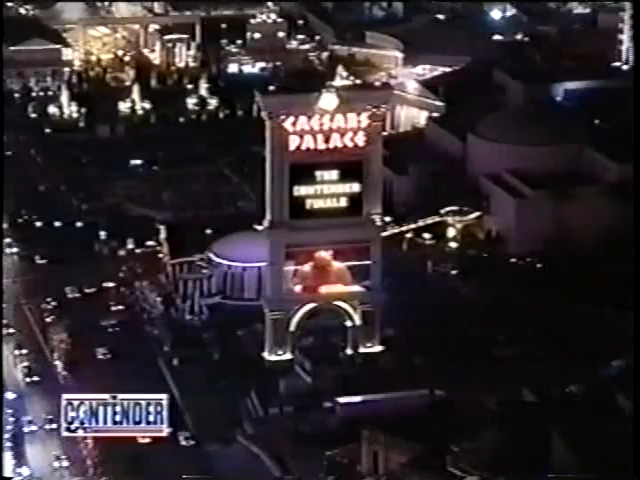 CAESARS
PALACE
THE
CONTENDER
FINALE
CONTENDER